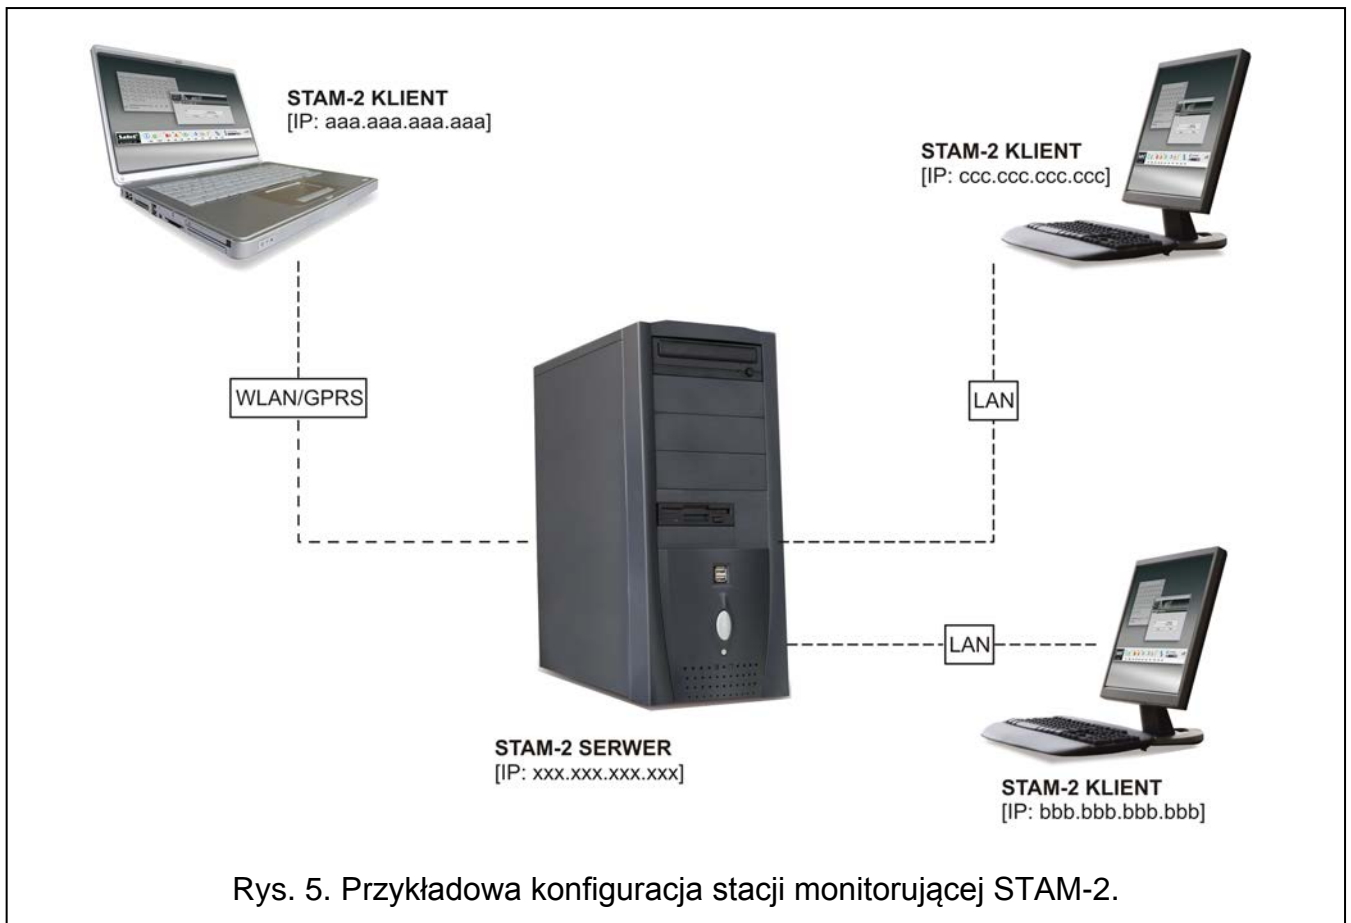 STAM-2 KLIENT
[IP: aaa.aaa.aaa.aaa]
STAM-2 KLIENT
[IP: ccc.ccc.ccc.ccc]
WLAN/GPRS
LAN
LAN
STAM-2 SERWER
[IP: xxx.xxx.xxx.xxx]
STAM-2 KLIENT
[IP: bbb.bbb.bbb.bbb]
Rys. 5. Przykładowa konfiguracja stacji monitorującej STAM-2.